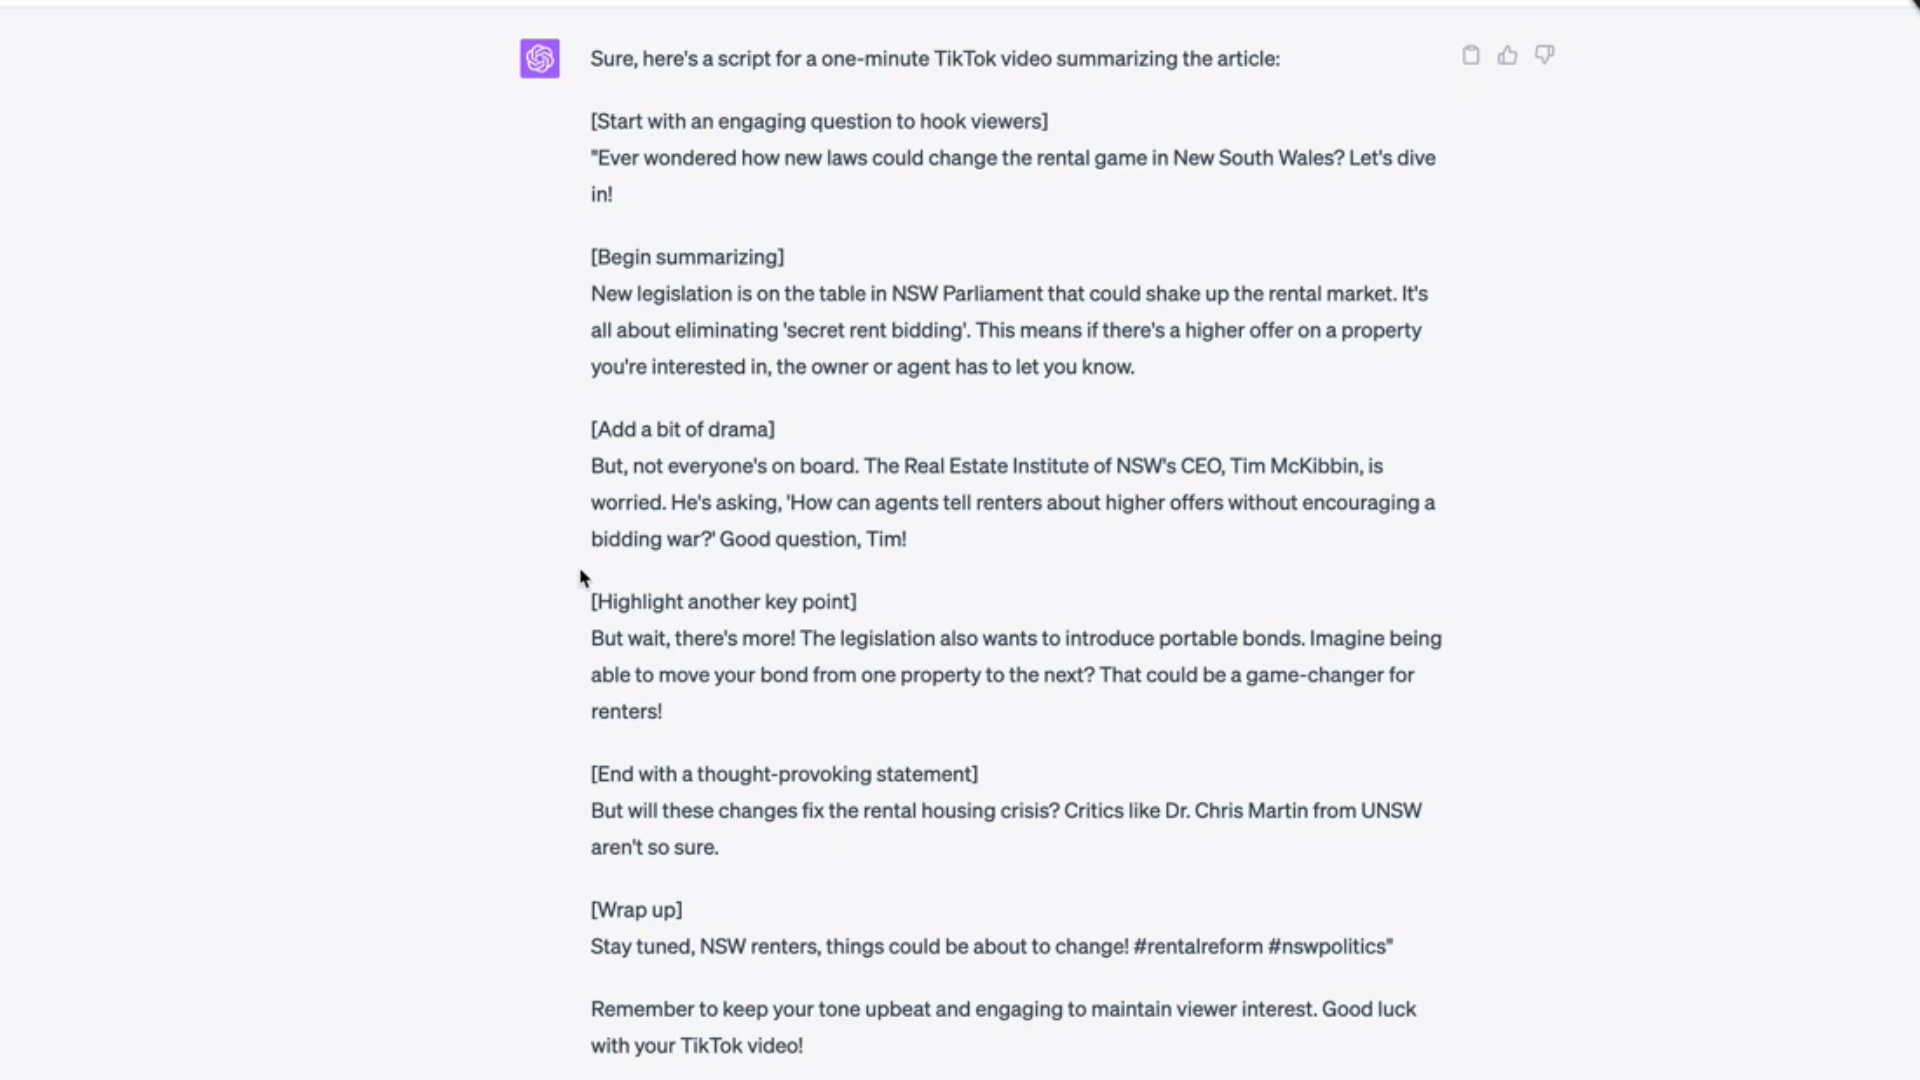 Sure, here's a script for a one-minute TikTok video summarizing the article:
[Start with an engaging question to hook viewers]
"Ever wondered how new laws could change the rental game in New South Wales? Let's dive
in!
[Begin summarizing]
New legislation is on the table in NSW Parliament that could shake up the rental market. It's
all about eliminating 'secret rent bidding'. This means if there's a higher offer on a property
you're interested in, the owner or agent has to let you know.
[Add a bit of drama]
But, not everyone's on board. The Real Estate Institute of NSW's CEO, Tim McKibbin, is
worried. He's asking, 'How can agents tell renters about higher offers without encouraging a
bidding war?' Good question, Tim!
[Highlight another key point]
But wait, there's more! The legislation also wants to introduce portable bonds. Imagine being
able to move your bond from one property to the next? That could be a game-changer for
renters!
[End with a thought-provoking statement]
But will these changes fix the rental housing crisis? Critics like Dr. Chris Martin from UNSW
aren't so sure.
[Wrap up]
Stay tuned, NSW renters, things could be about to change! #rentalreform #nswpolitics"
Remember to keep your tone upbeat and engaging to maintain viewer interest. Good luck
with your TikTok video!